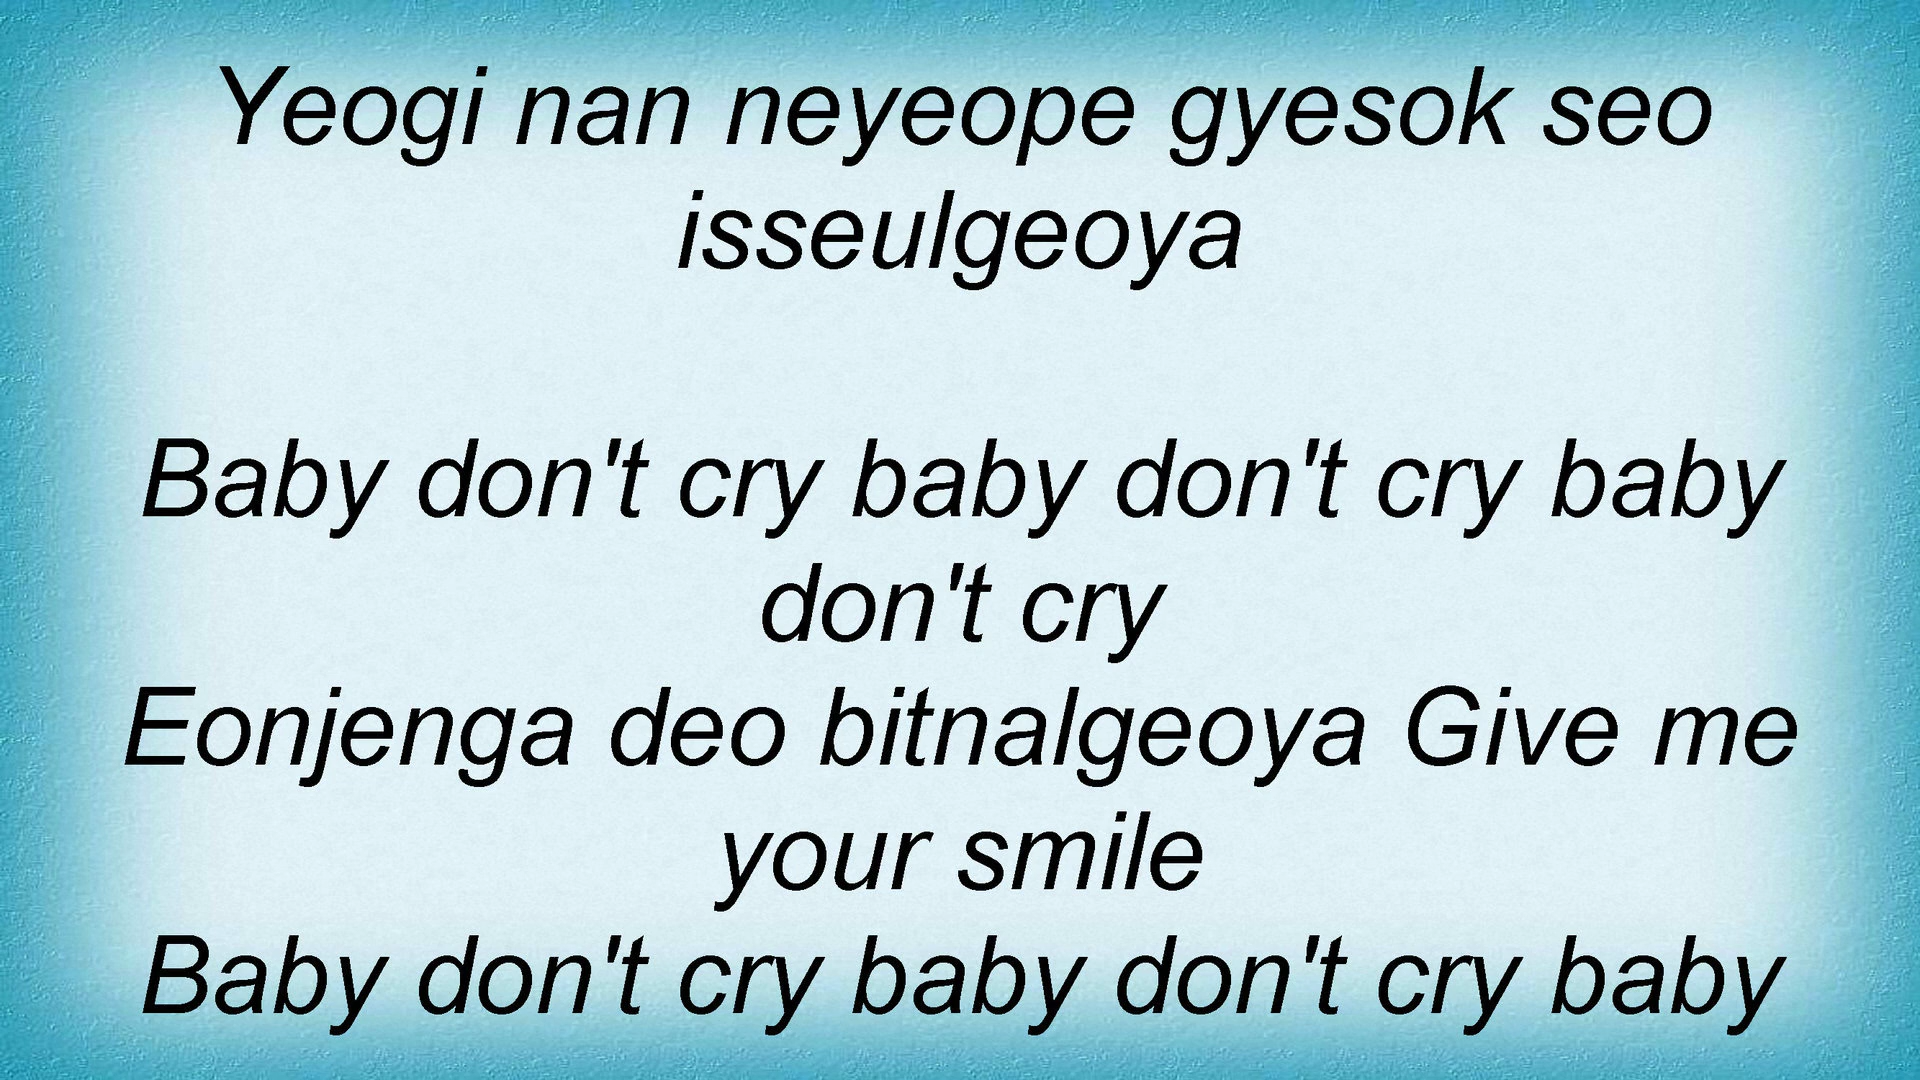 Yeogi nan neyeope gyesok seo
isseulgeoya
Baby don't cry baby don't cry baby
don't cry
Eonjenga deo bitnalgeoya Give me
your smile
Baby don't cry baby don't cry baby